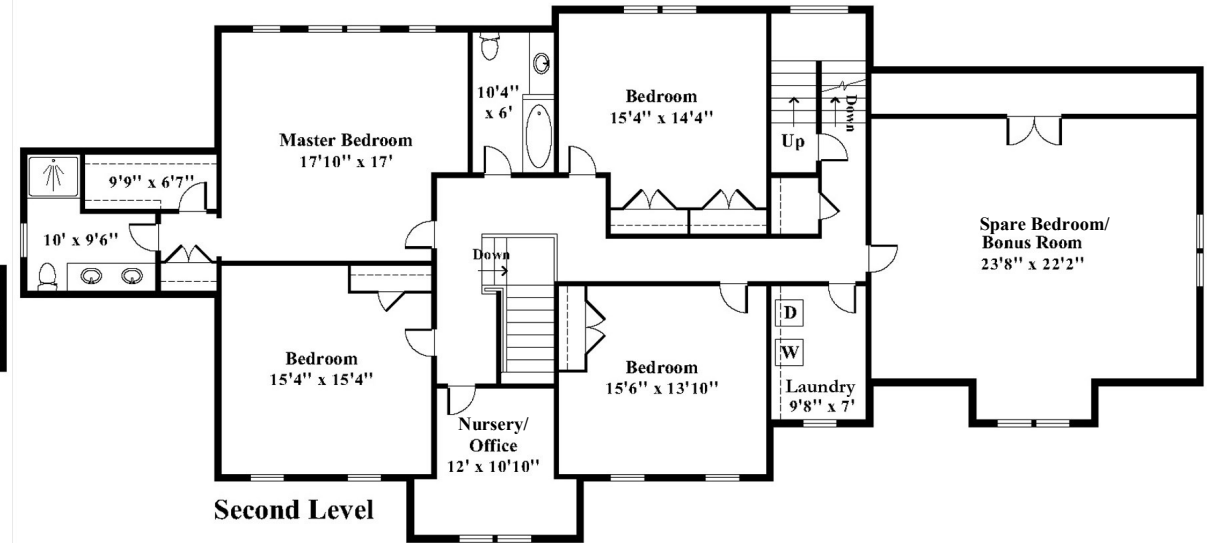 Master Bedroom
17'10" x 17'
10'4"
x 6'
Bedroom
15'4" x 14'4"
Up
Down
9'9" x 6'7"
10' x 9'6"
Down
Spare Bedroom/
Bonus Room
23'8" x 22'2"
Bedroom
15'4" x 15'4"
Nursery/
Office
12' x 10'10"
Bedroom
15'6" x 13'10"
D
W
Laundry
9'8" x 7'
Second Level